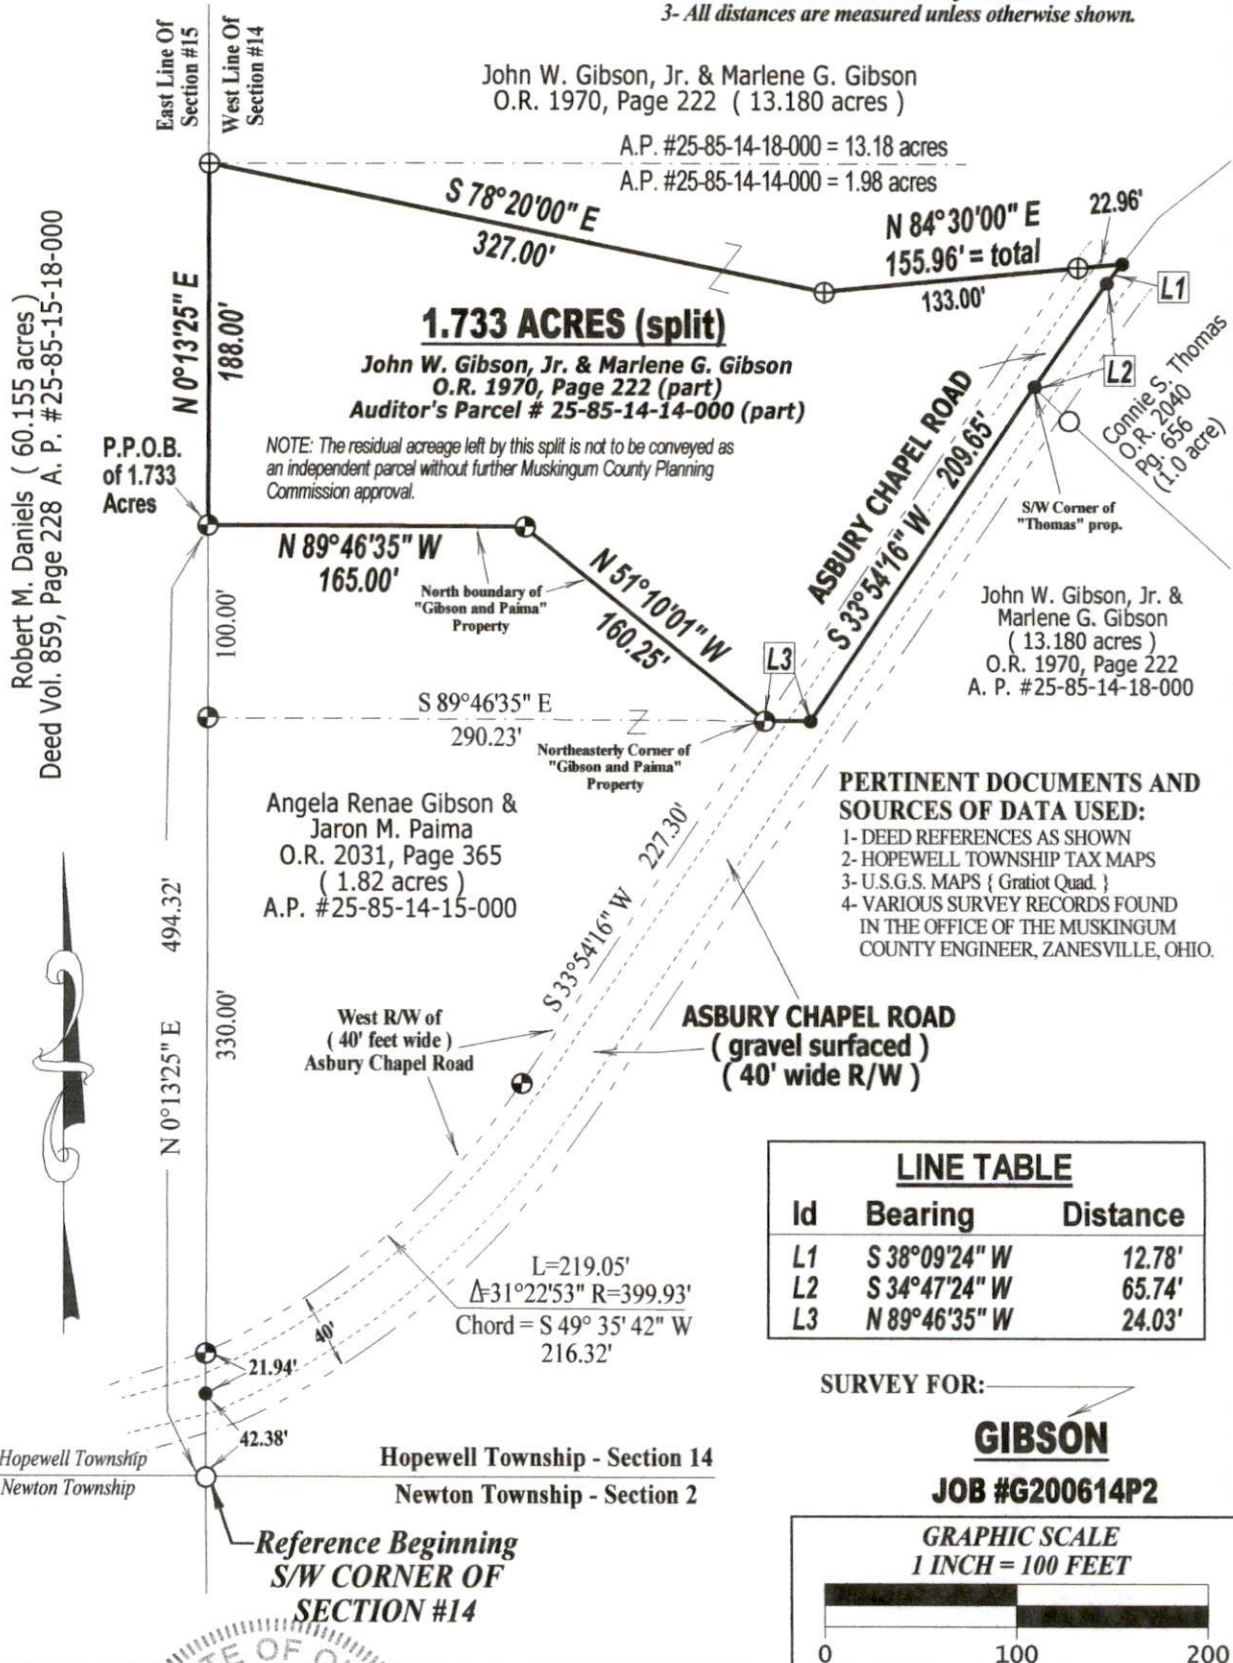 3- All distances are measured unless otherwise shown.
East Line Of
Section #15
West Line Of
Section #14
John W. Gibson, Jr. & Marlene G. Gibson
O.R. 1970, Page 222 ( 13.180 acres )
A.P. #25-85-14-18-000 = 13.18 acres
A.P. #25-85-14-14-000 = 1.98 acres
S 78°20'00" E
327.00'
N 84°30'00" E
155.96' = total
133.00'
22.96'
L1
L2
Robert M. Daniels ( 60.155 acres )
Deed Vol. 859, Page 228 A. P. #25-85-15-18-000
N 0°13'25" E
188.00'
1.733 ACRES (split)
John W. Gibson, Jr. & Marlene G. Gibson
O.R. 1970, Page 222 (part)
Auditor's Parcel # 25-85-14-14-000 (part)
NOTE: The residual acreage left by this split is not to be conveyed as
an independent parcel without further Muskingum County Planning
Commission approval.
P.P.O.B.
of 1.733
Acres
ASBURY CHAPEL ROAD
S 33°54'16" W 209.65'
Connie S. Thomas
O.R. 2040
Pg. 656
(1.0 acre)
S/W Corner of
"Thomas" prop.
N 89°46'35" W
165.00'
North boundary of
"Gibson and Paima"
Property
N 51°10'01" W
160.25'
L3
100.00'
John W. Gibson, Jr. &
Marlene G. Gibson
( 13.180 acres )
O.R. 1970, Page 222
A. P. #25-85-14-18-000
S 89°46'35" E
290.23'
Northeasterly Corner of
"Gibson and Paima"
Property
Angela Renae Gibson &
Jaron M. Paima
O.R. 2031, Page 365
( 1.82 acres )
A.P. #25-85-14-15-000
PERTINENT DOCUMENTS AND
SOURCES OF DATA USED:
1- DEED REFERENCES AS SHOWN
2- HOPEWELL TOWNSHIP TAX MAPS
3- U.S.G.S. MAPS { Gratiot Quad. }
4- VARIOUS SURVEY RECORDS FOUND
IN THE OFFICE OF THE MUSKINGUM
COUNTY ENGINEER, ZANESVILLE, OHIO.
S 33°54'16" W 227.30'
N 0°13'25" E 494.32'
330.00'
West R/W of
( 40' feet wide )
Asbury Chapel Road
ASBURY CHAPEL ROAD
( gravel surfaced )
( 40' wide R/W )
LINE TABLE
Id Bearing Distance
L1 S 38°09'24" W 12.78'
L2 S 34°47'24" W 65.74'
L3 N 89°46'35" W 24.03'
L=219.05'
Δ=31°22'53" R=399.93'
Chord = S 49° 35' 42" W
216.32'
40'
21.94'
42.38'
SURVEY FOR:
GIBSON
JOB #G200614P2
Hopewell Township
Newton Township
Hopewell Township - Section 14
Newton Township - Section 2
Reference Beginning
S/W CORNER OF
SECTION #14
GRAPHIC SCALE
1 INCH = 100 FEET
0 100 200